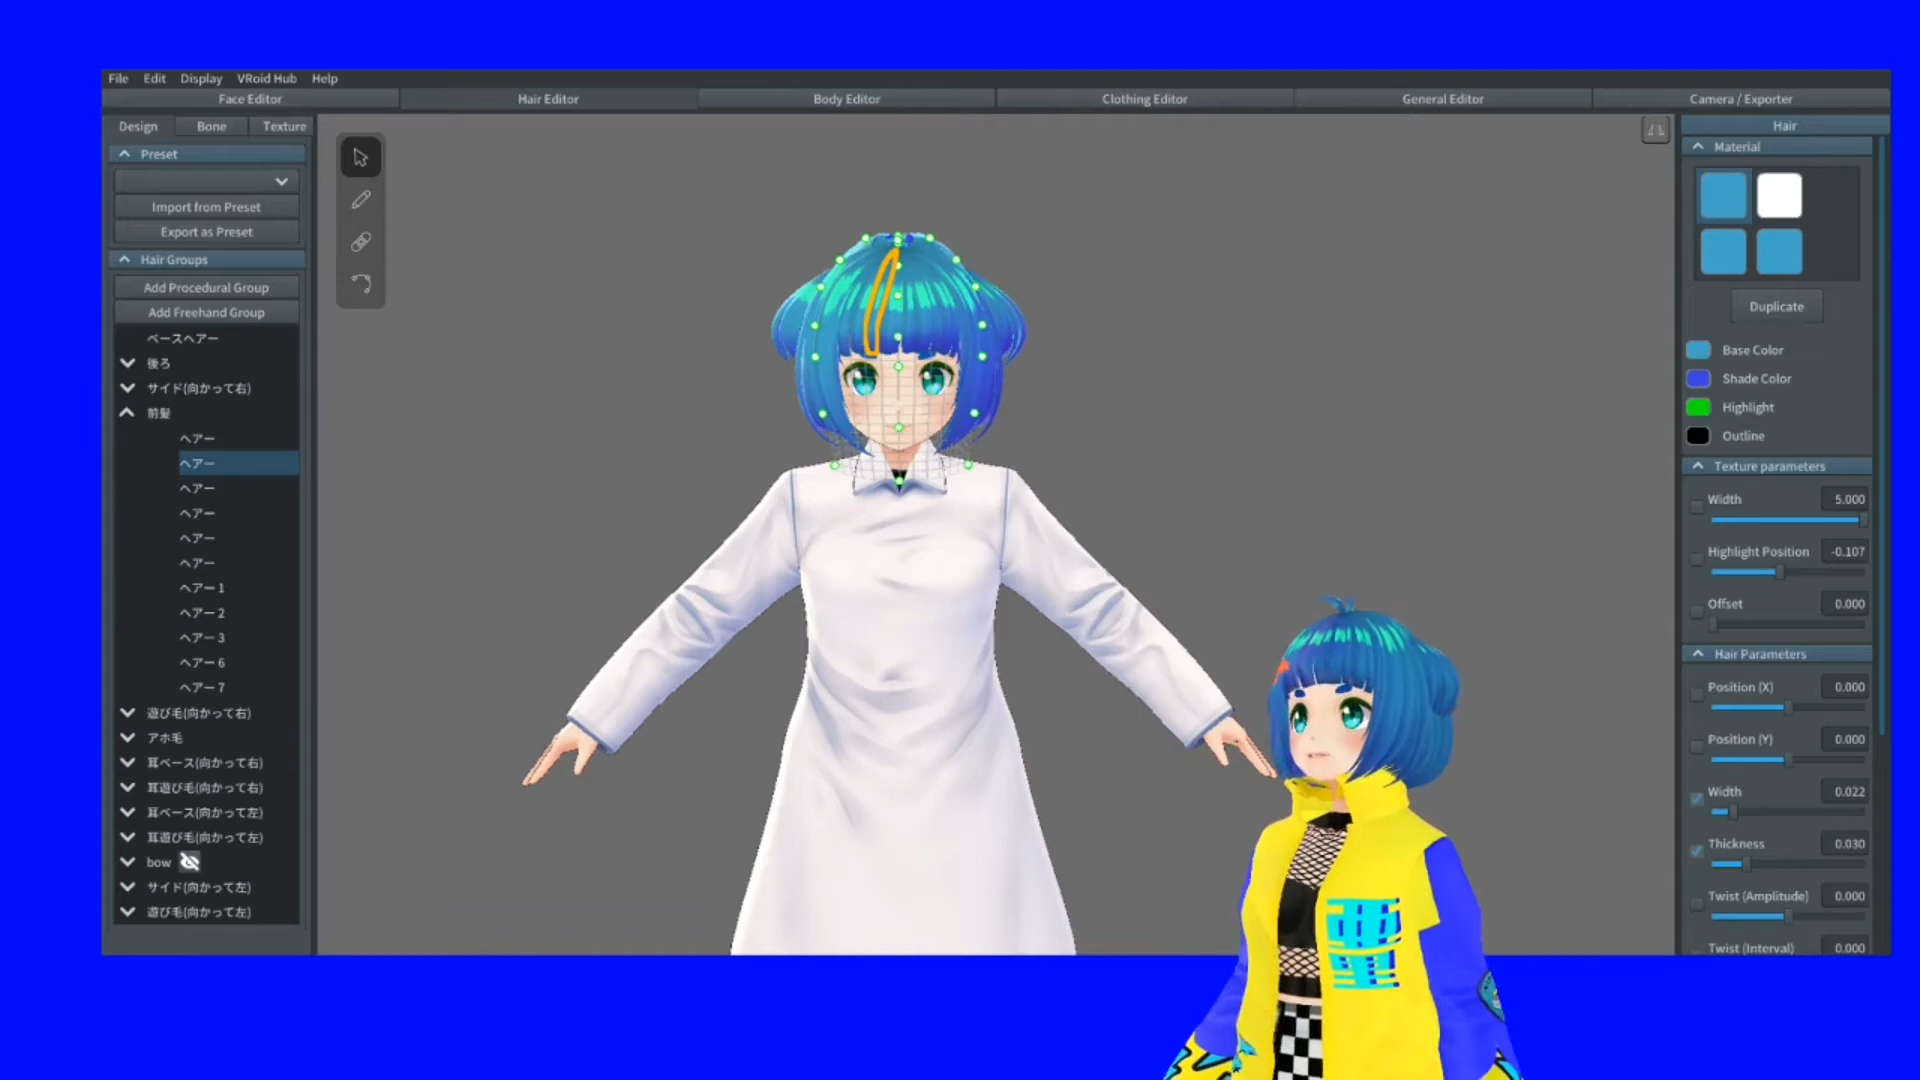 File Edit Display VRoid Hub Help
Face Editor Hair Editor Body Editor Clothing Editor General Editor Camera / Exporter
Design Bone Texture
Preset
Import from Preset
Export as Preset
Hair Groups
Add Procedural Group
Add Freehand Group
ベースヘアー
後ろ
サイド(向かって右)
前髪
ヘアー
ヘアー
ヘアー
ヘアー
ヘアー
ヘアー
ヘアー 1
ヘアー 2
ヘアー 3
ヘアー 6
ヘアー 7
遊び毛(向かって右)
アホ毛
耳ベース(向かって右)
耳遊び毛(向かって右)
耳ベース(向かって左)
耳遊び毛(向かって左)
bow
サイド(向かって左)
遊び毛(向かって左)
Hair
Material
Duplicate
Base Color
Shade Color
Highlight
Outline
Texture parameters
Width 5.000
Highlight Position -0.107
Offset 0.000
Hair Parameters
Position (X) 0.000
Position (Y) 0.000
Width 0.022
Thickness 0.030
Twist (Amplitude) 0.000
Twist (Interval) 0.000